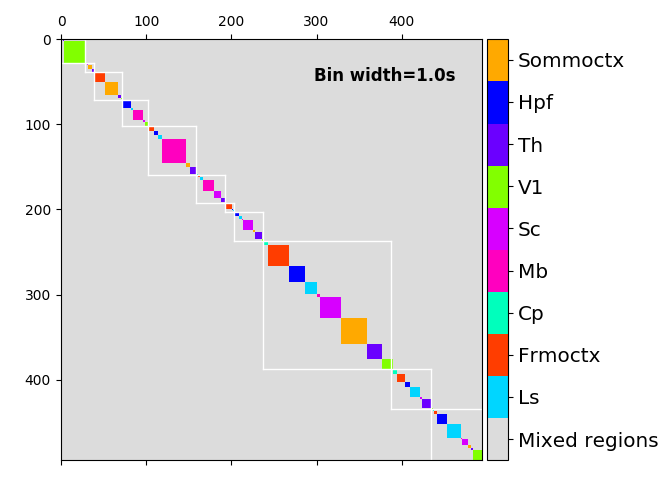 0 100 200 300 400
0
100
200
300
400
Bin width=1.0s
Sommoctx
Hpf
Th
V1
Sc
Mb
Cp
Frmoctx
Ls
Mixed regions